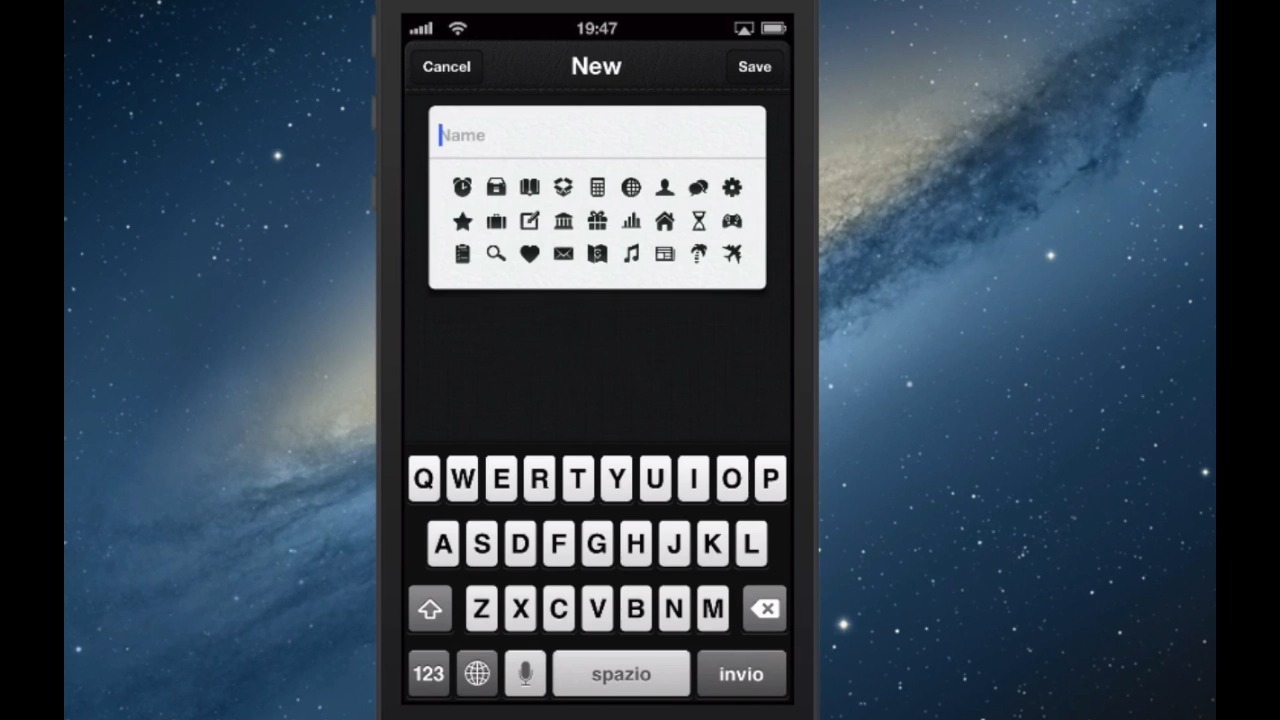 19:47
Cancel New Save
Name
Q W E R T Y U I O P
A S D F G H J K L
Z X C V B N M
123 spazio invio